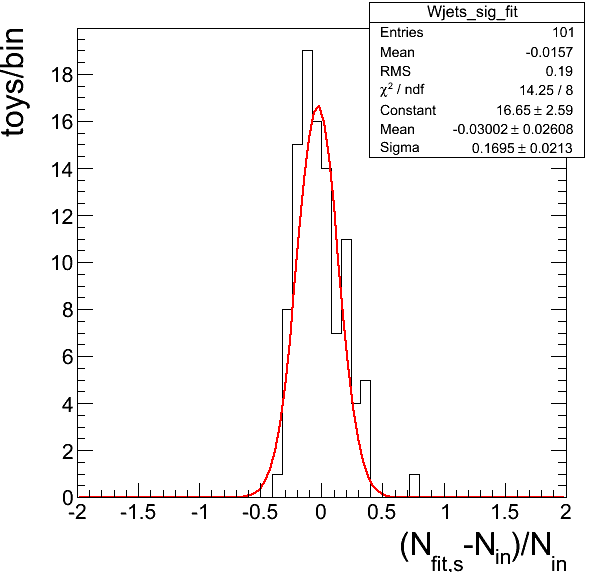 Wjets_sig_fit
Entries 101
Mean -0.0157
RMS 0.19
χ² / ndf 14.25 / 8
Constant 16.65 ± 2.59
Mean -0.03002 ± 0.02608
Sigma 0.1695 ± 0.0213
toys/bin
18
16
14
12
10
8
6
4
2
0
-2 -1.5 -1 -0.5 0 0.5 1 1.5 2
(N_fit,s-N_in)/N_in